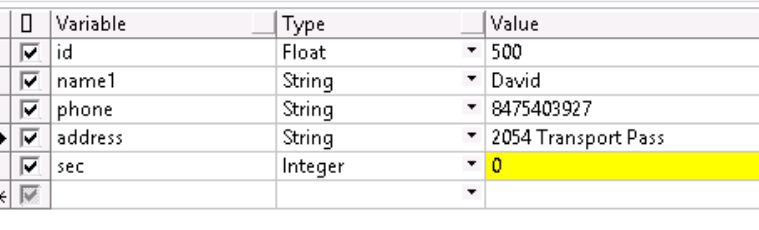 Variable Type Value
id Float 500
name1 String David
phone String 8475403927
address String 2054 Transport Pass
sec Integer 0